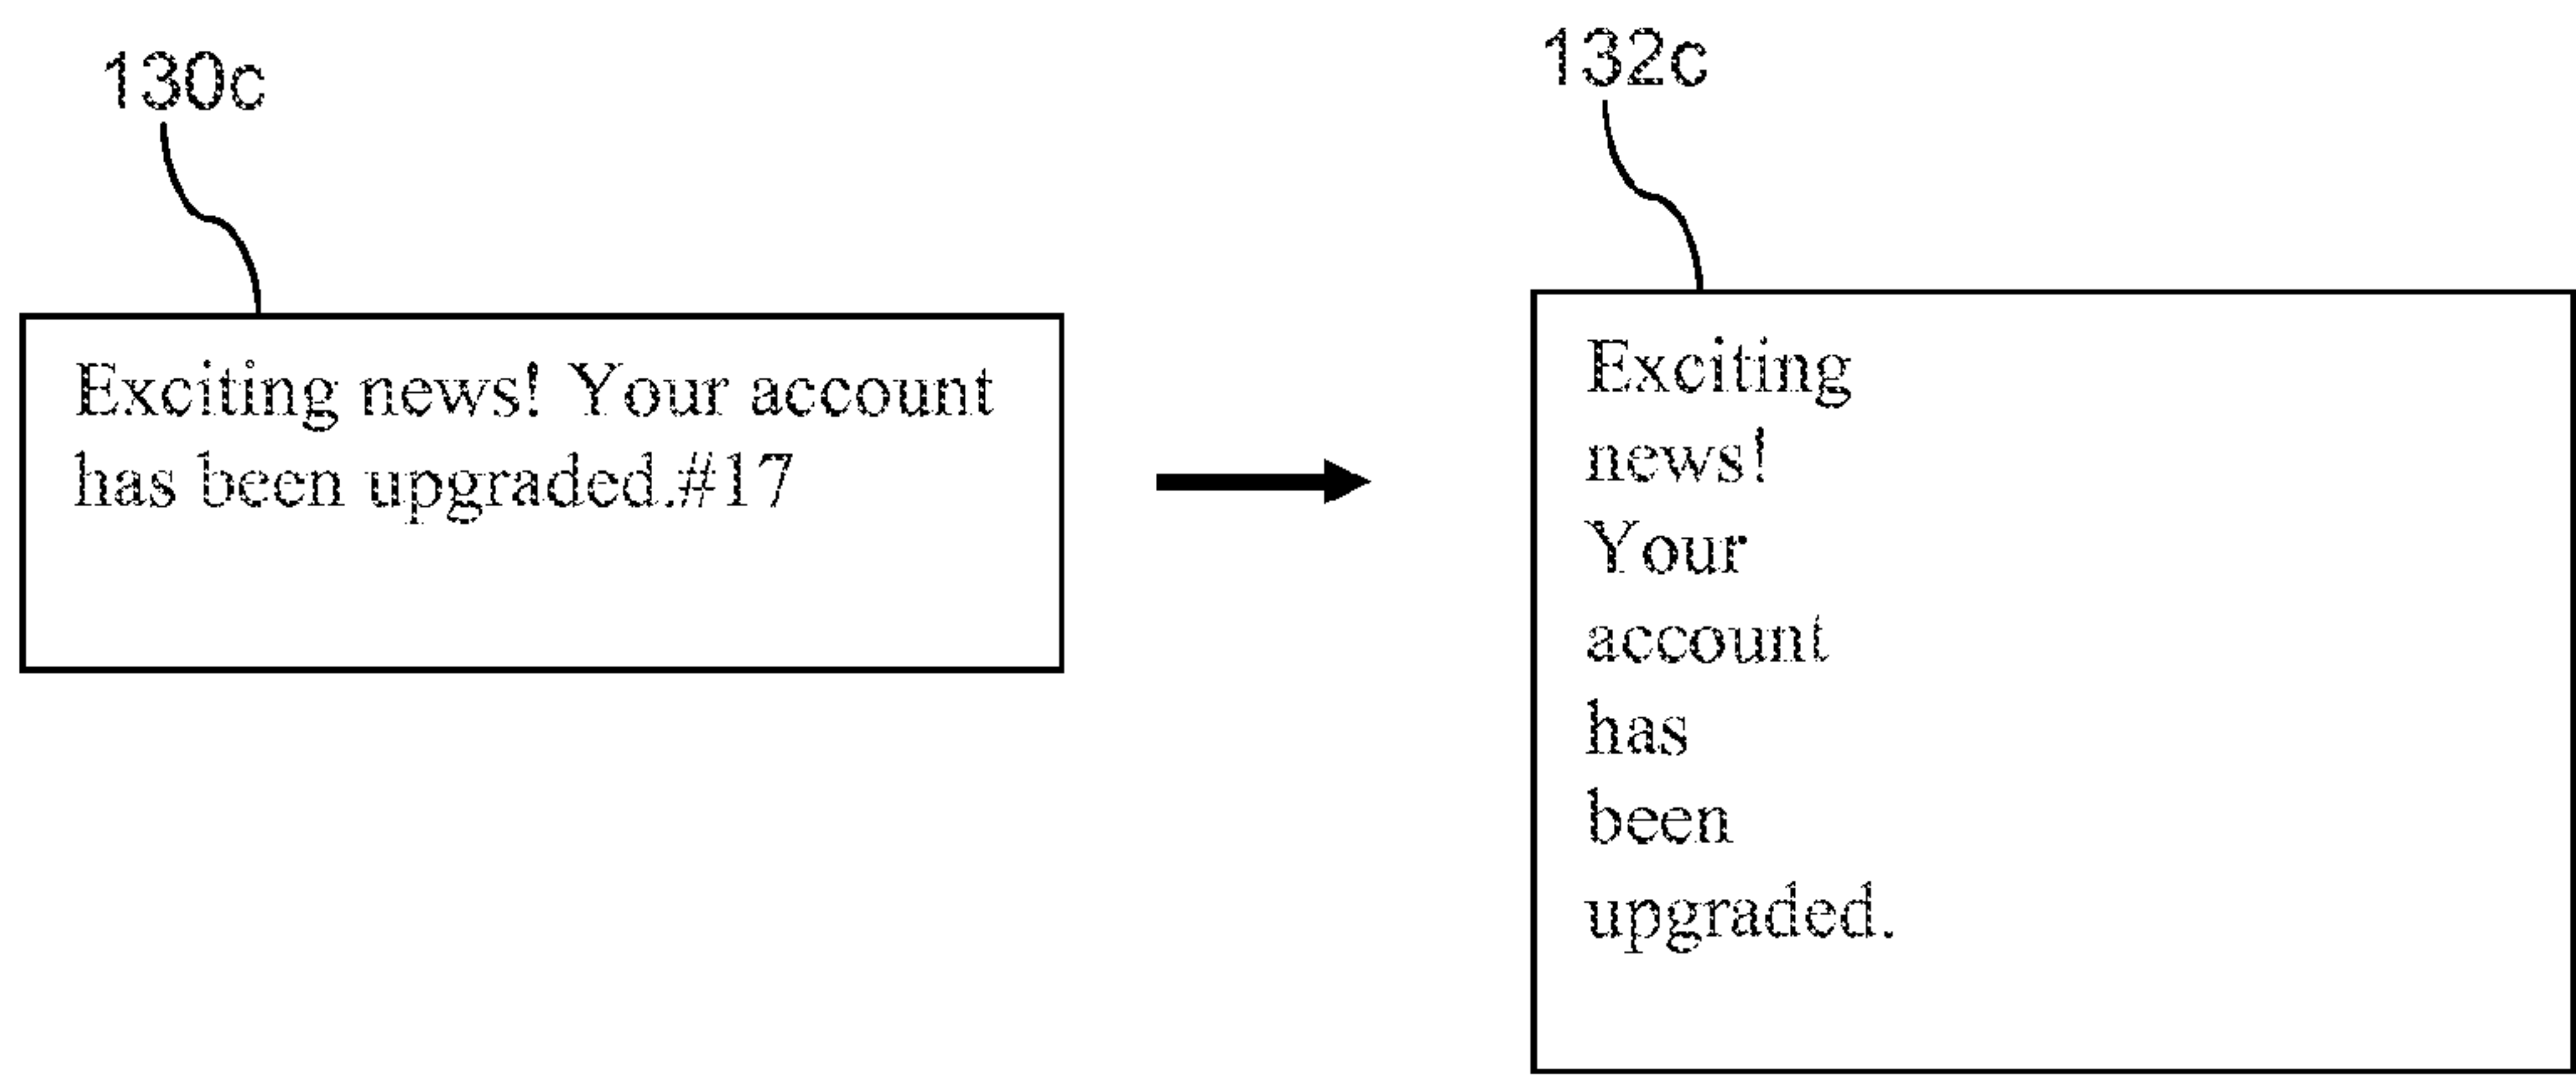 130c
Exciting news! Your account
has been upgraded.#17
132c
Exciting
news!
Your
account
has
been
upgraded.